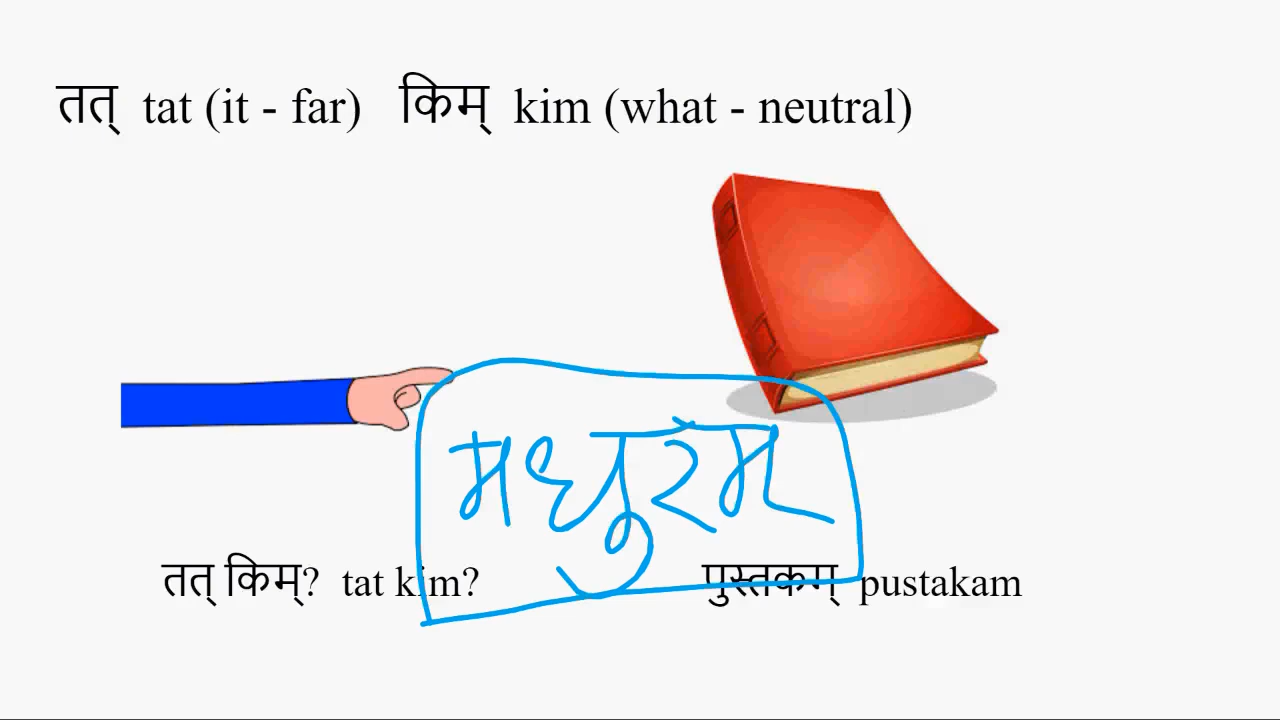 तत् tat (it - far) किम् kim (what - neutral)
मधुरम्
तत् किम्? tat kim? पुस्तकम् pustakam